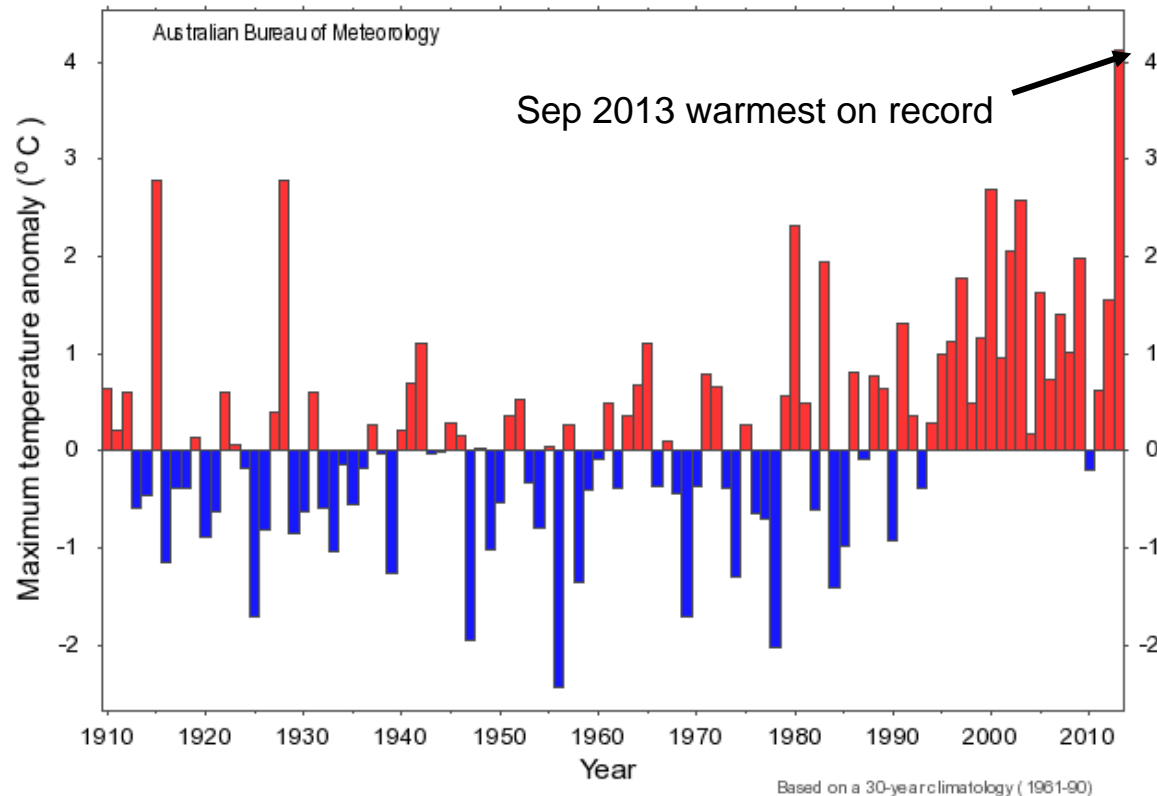 Australian Bureau of Meteorology
Sep 2013 warmest on record
Maximum temperature anomaly (°C)
4
3
2
1
0
-1
-2
4
3
2
1
0
-1
-2
1910 1920 1930 1940 1950 1960 1970 1980 1990 2000 2010
Year
Based on a 30-year climatology (1961-90)